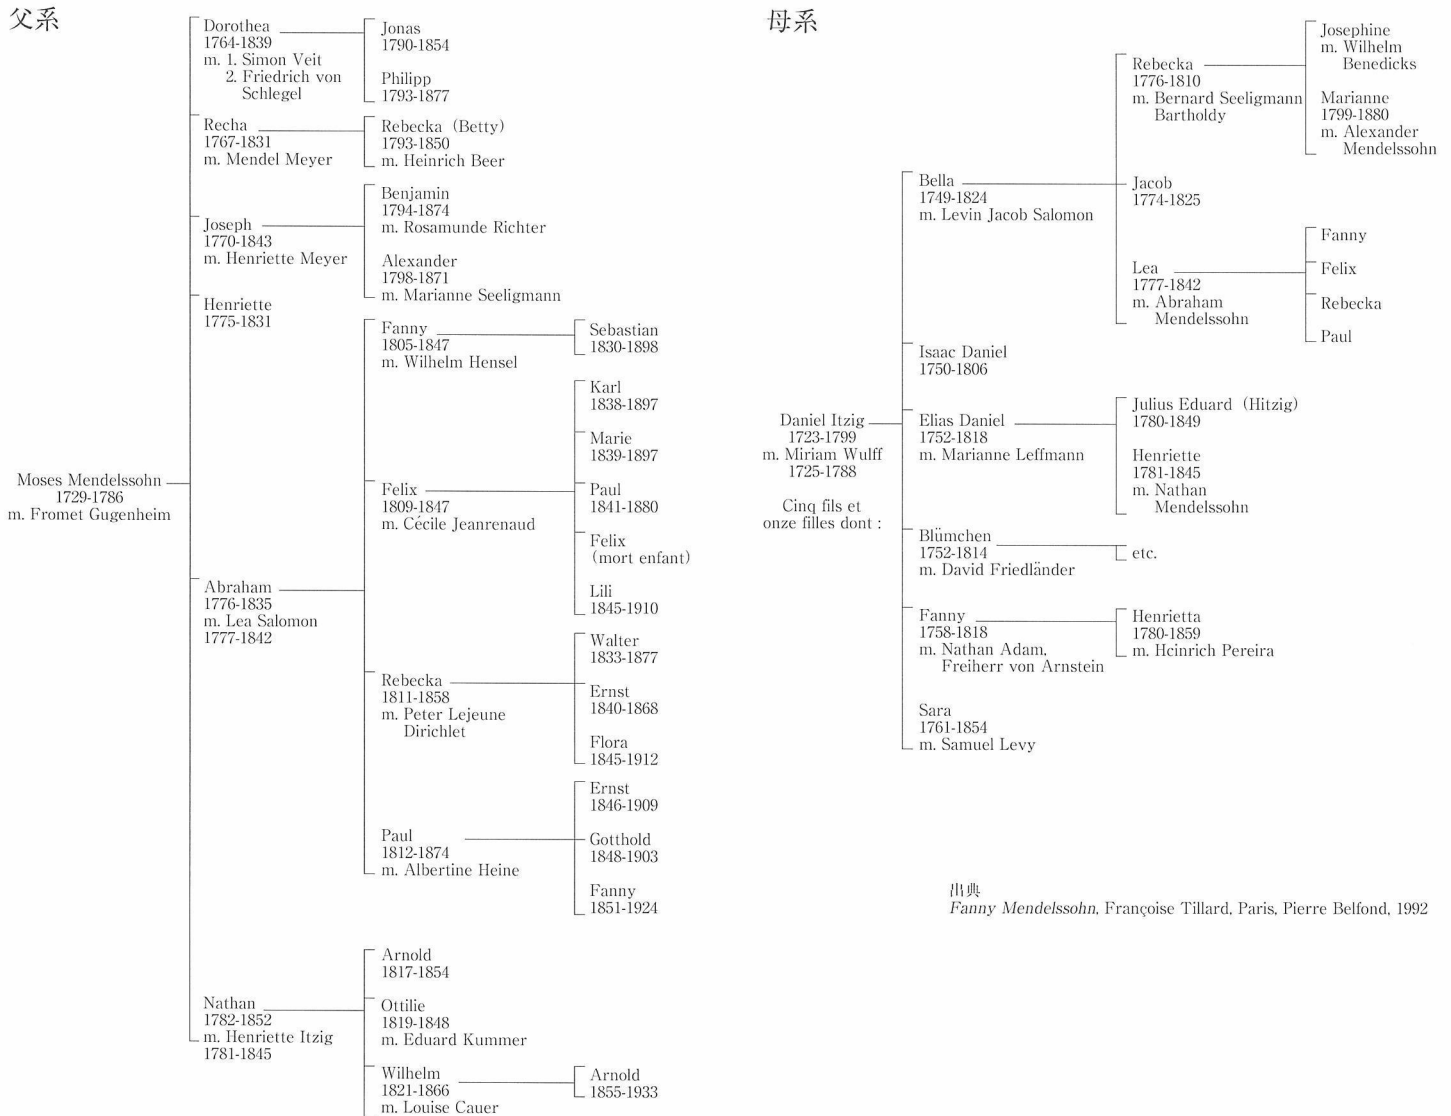 父系
Moses Mendelssohn
1729-1786
m. Fromet Gugenheim
Dorothea
1764-1839
m. 1. Simon Veit
2. Friedrich von
Schlegel
Jonas
1790-1854
Philipp
1793-1877
Recha
1767-1831
m. Mendel Meyer
Rebecka (Betty)
1793-1850
m. Heinrich Beer
Joseph
1770-1843
m. Henriette Meyer
Benjamin
1794-1874
m. Rosamunde Richter
Alexander
1798-1871
m. Marianne Seeligmann
Henriette
1775-1831
Abraham
1776-1835
m. Lea Salomon
1777-1842
Fanny
1805-1847
m. Wilhelm Hensel
Sebastian
1830-1898
Felix
1809-1847
m. Cécile Jeanrenaud
Karl
1838-1897
Marie
1839-1897
Paul
1841-1880
Felix
(mort enfant)
Lili
1845-1910
Rebecka
1811-1858
m. Peter Lejeune
Dirichlet
Walter
1833-1877
Ernst
1840-1868
Flora
1845-1912
Paul
1812-1874
m. Albertine Heine
Ernst
1846-1909
Gotthold
1848-1903
Fanny
1851-1924
Nathan
1782-1852
m. Henriette Itzig
1781-1845
Arnold
1817-1854
Ottilie
1819-1848
m. Eduard Kummer
Wilhelm
1821-1866
m. Louise Cauer
Arnold
1855-1933
母系
Daniel Itzig
1723-1799
m. Miriam Wulff
1725-1788
Cinq fils et
onze filles dont :
Bella
1749-1824
m. Levin Jacob Salomon
Rebecka
1776-1810
m. Bernard Seeligmann
Bartholdy
Josephine
m. Wilhelm
Benedicks
Marianne
1799-1880
m. Alexander
Mendelssohn
Jacob
1774-1825
Lea
1777-1842
m. Abraham
Mendelssohn
Fanny
Felix
Rebecka
Paul
Isaac Daniel
1750-1806
Elias Daniel
1752-1818
m. Marianne Leffmann
Julius Eduard (Hitzig)
1780-1849
Henriette
1781-1845
m. Nathan
Mendelssohn
Blümchen
1752-1814
m. David Friedländer
etc.
Fanny
1758-1818
m. Nathan Adam,
Freiherr von Arnstein
Henrietta
1780-1859
m. Heinrich Pereira
Sara
1761-1854
m. Samuel Levy
出典
Fanny Mendelssohn, Françoise Tillard, Paris, Pierre Belfond, 1992